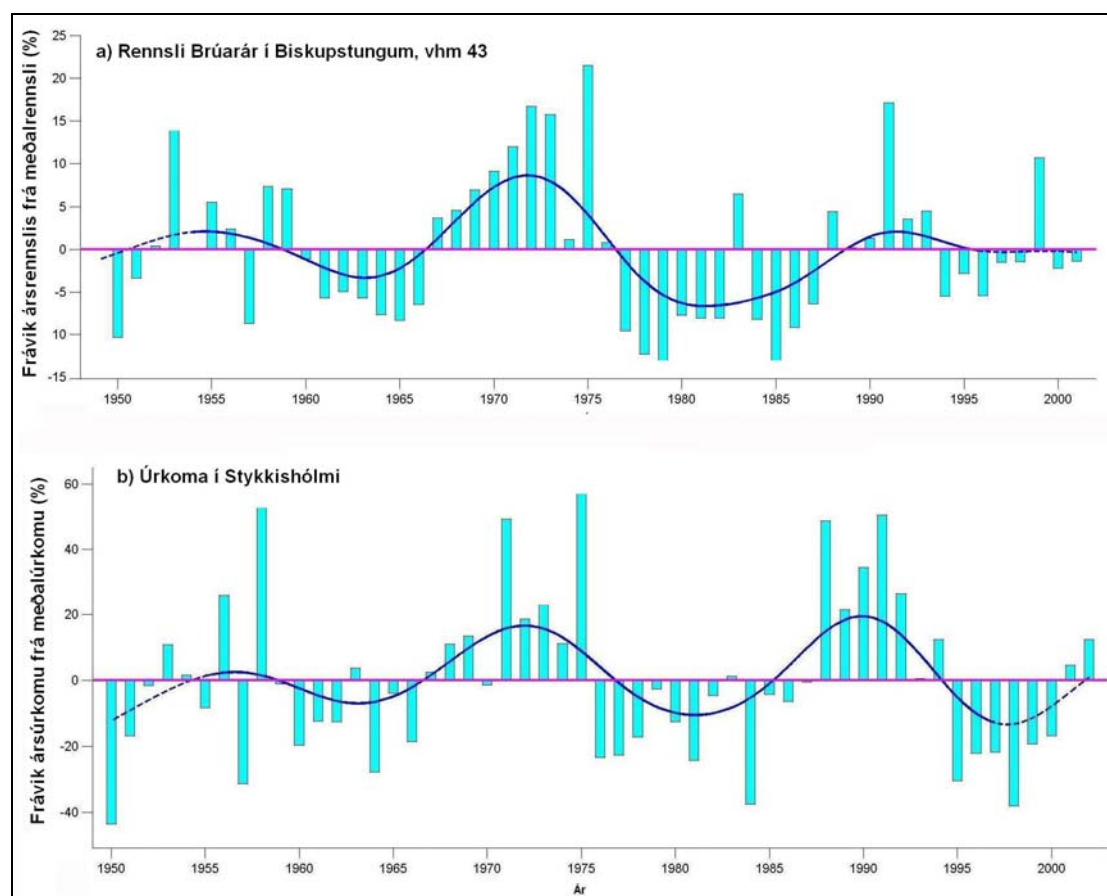 a) Rennsli Brúarár í Biskupstungum, vhm 43
Frávik ársrennslis frá meðalrennsli (%)
25
20
15
10
5
0
-5
-10
-15
1950 1955 1960 1965 1970 1975 1980 1985 1990 1995 2000
b) Úrkoma í Stykkishólmi
Frávik ársúrkomu frá meðalúrkomu (%)
60
40
20
0
-20
-40
1950 1955 1960 1965 1970 1975 1980 1985 1990 1995 2000
Ár